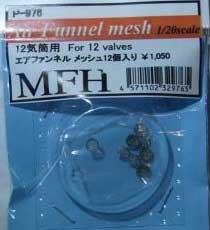 P-976
Air Funnel mesh 1/20scale
12気筒用 For 12 valves
エアファンネル メッシュ12個入り ¥1,050
MFH
4 571102 329763